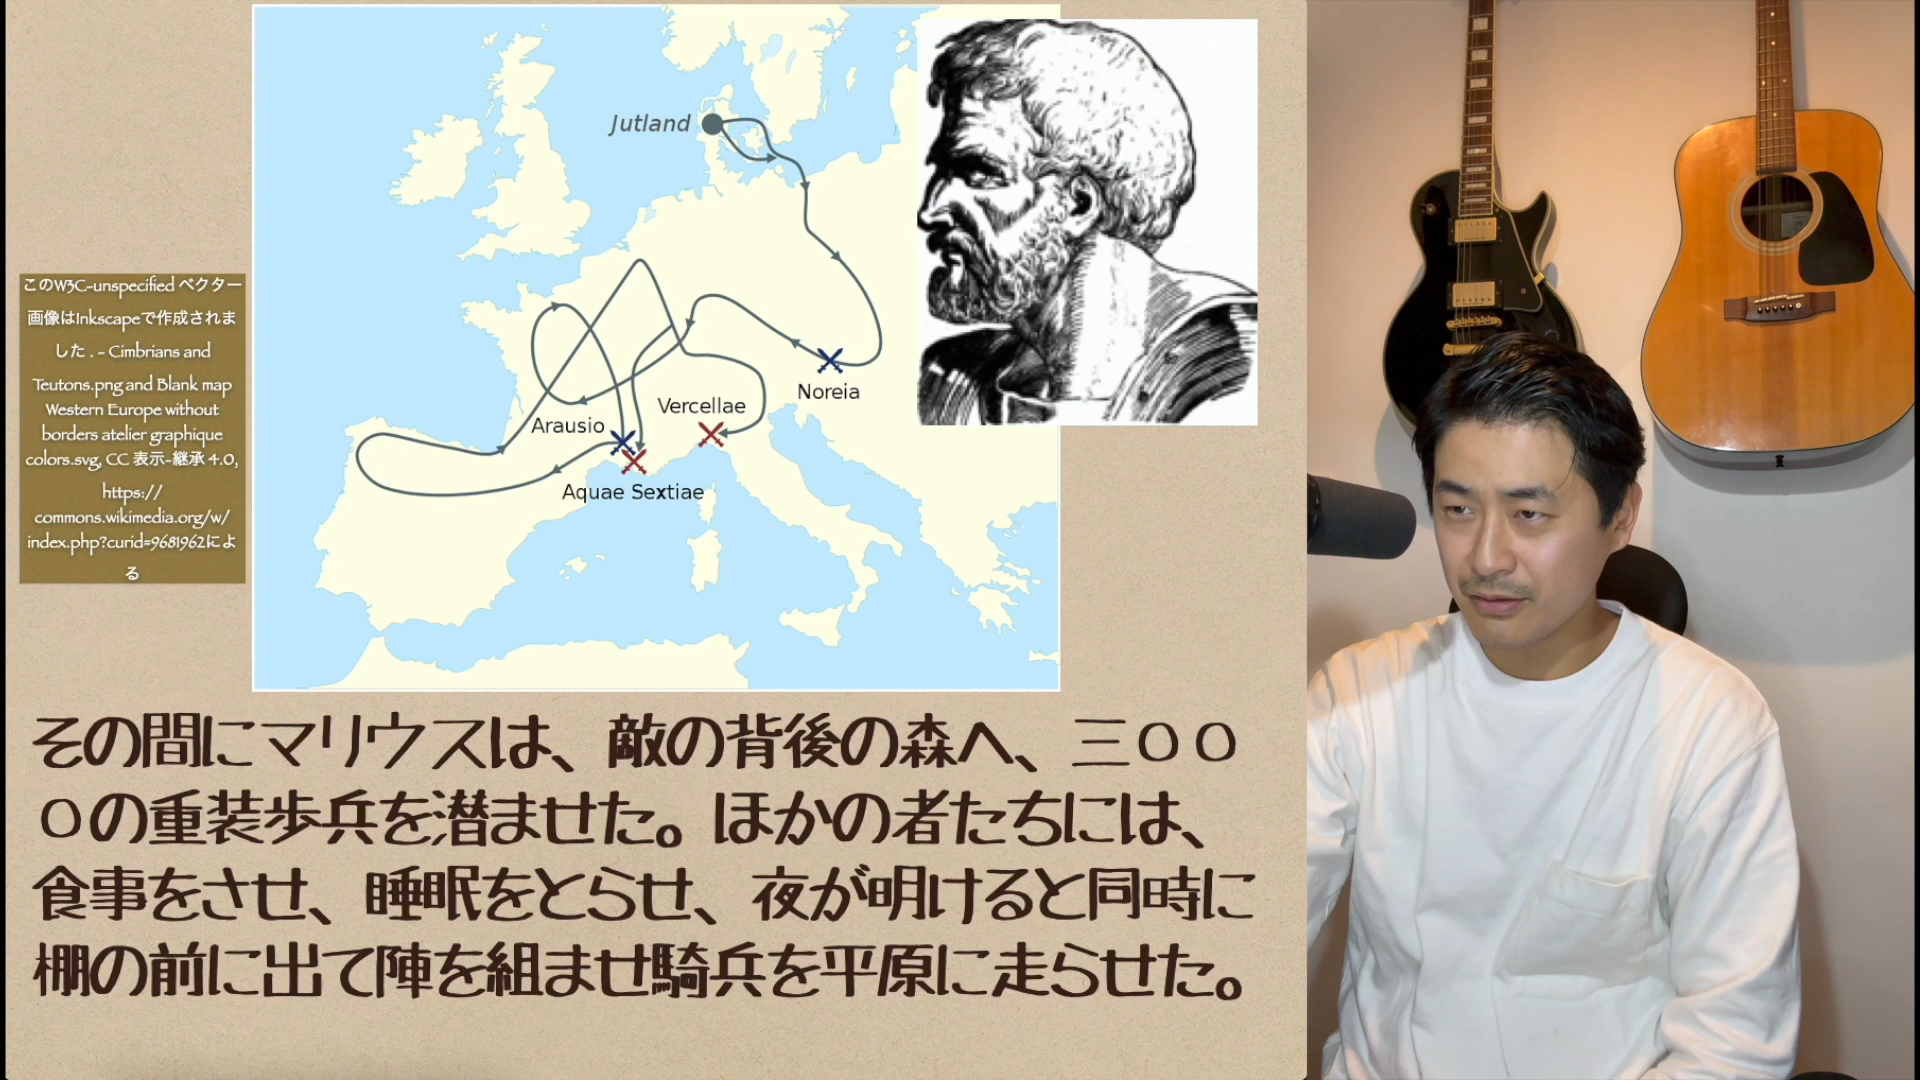 このW3C-unspecified ベクター
画像はInkscapeで作成されま
した . - Cimbrians and
Teutons.png and Blank map
Western Europe without
borders atelier graphique
colors.svg, CC 表示-継承 4.0,
https://
commons.wikimedia.org/w/
index.php?curid=9681962によ
る
Jutland
Noreia
Vercellae
Arausio
Aquae Sextiae
その間にマリウスは、敵の背後の森へ、三〇〇
〇の重装歩兵を潜ませた。ほかの者たちには、
食事をさせ、睡眠をとらせ、夜が明けると同時に
棚の前に出て陣を組ませ騎兵を平原に走らせた。